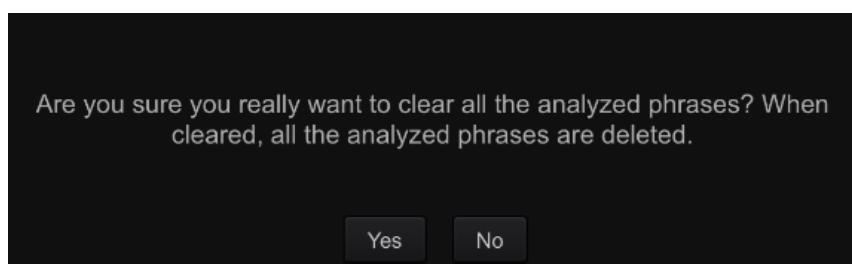 Are you sure you really want to clear all the analyzed phrases? When
cleared, all the analyzed phrases are deleted.
Yes No